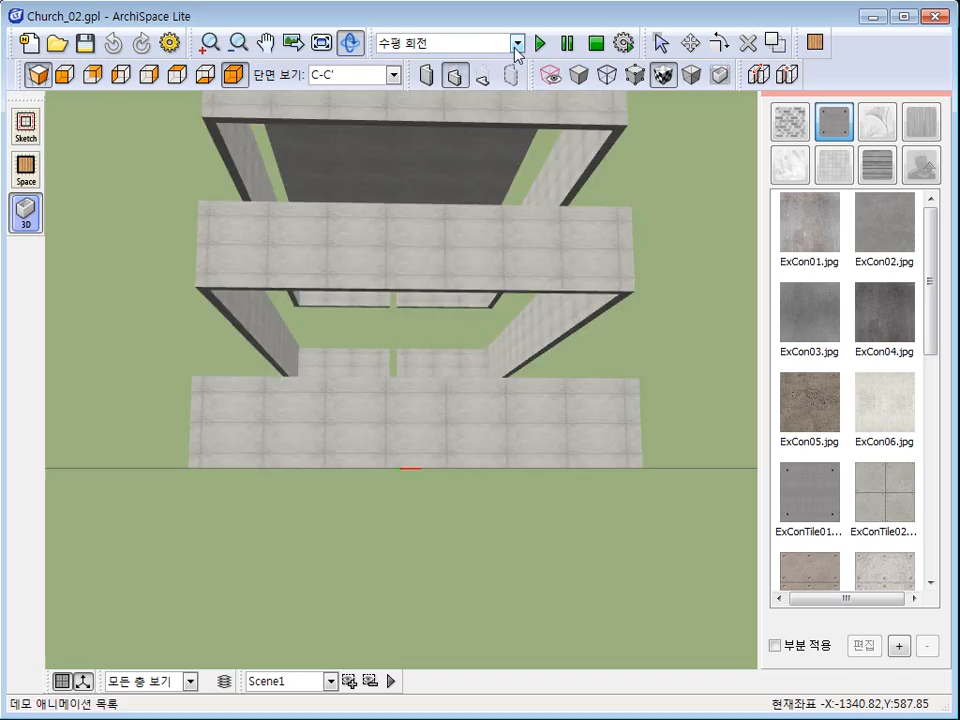 Church_02.gpl - ArchiSpace Lite
수평 회전
단면 보기: C-C'
Sketch
Space
3D
ExCon01.jpg
ExCon02.jpg
ExCon03.jpg
ExCon04.jpg
ExCon05.jpg
ExCon06.jpg
ExConTile01...
ExConTile02...
부분 적용
편집
+
-
모든 층 보기
Scene1
데모 애니메이션 목록
현재좌표 -X:-1340.82,Y:587.85